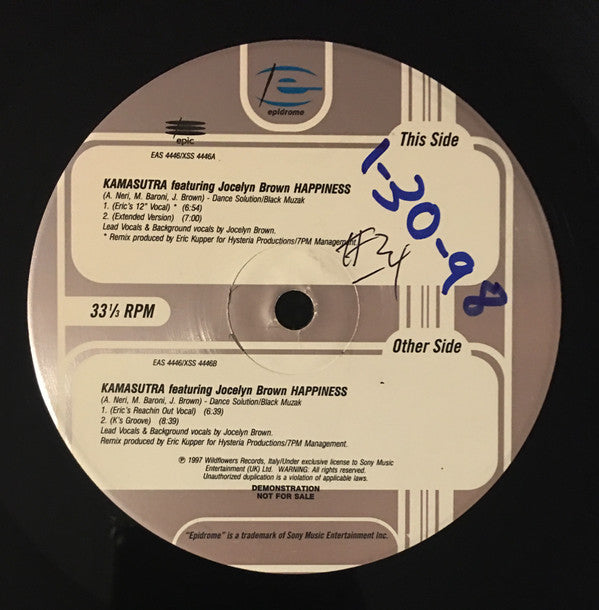 epidrome
epic
This Side
EAS 4446/XSS 4446A
KAMASUTRA featuring Jocelyn Brown HAPPINESS
(A. Neri, M. Baroni, J. Brown) - Dance Solution/Black Muzak
1. (Eric's 12" Vocal) * (6:54)
2. (Extended Version) (7:00)
Lead Vocals & Background vocals by Jocelyn Brown.
* Remix produced by Eric Kupper for Hysteria Productions/7PM Management.
1-30-98
#24
33⅓ RPM
Other Side
EAS 4446/XSS 4446B
KAMASUTRA featuring Jocelyn Brown HAPPINESS
(A. Neri, M. Baroni, J. Brown) - Dance Solution/Black Muzak
1. (Eric's Reachin Out Vocal) (6:39)
2. (K's Groove) (8:39)
Lead Vocals & Background vocals by Jocelyn Brown.
Remix produced by Eric Kupper for Hysteria Productions/7PM Management.
℗ 1997 Wildflowers Records, Italy/Under exclusive license to Sony Music
Entertainment (UK) Ltd. WARNING: All rights reserved.
Unauthorized duplication is a violation of applicable laws.
DEMONSTRATION
NOT FOR SALE
"Epidrome" is a trademark of Sony Music Entertainment Inc.